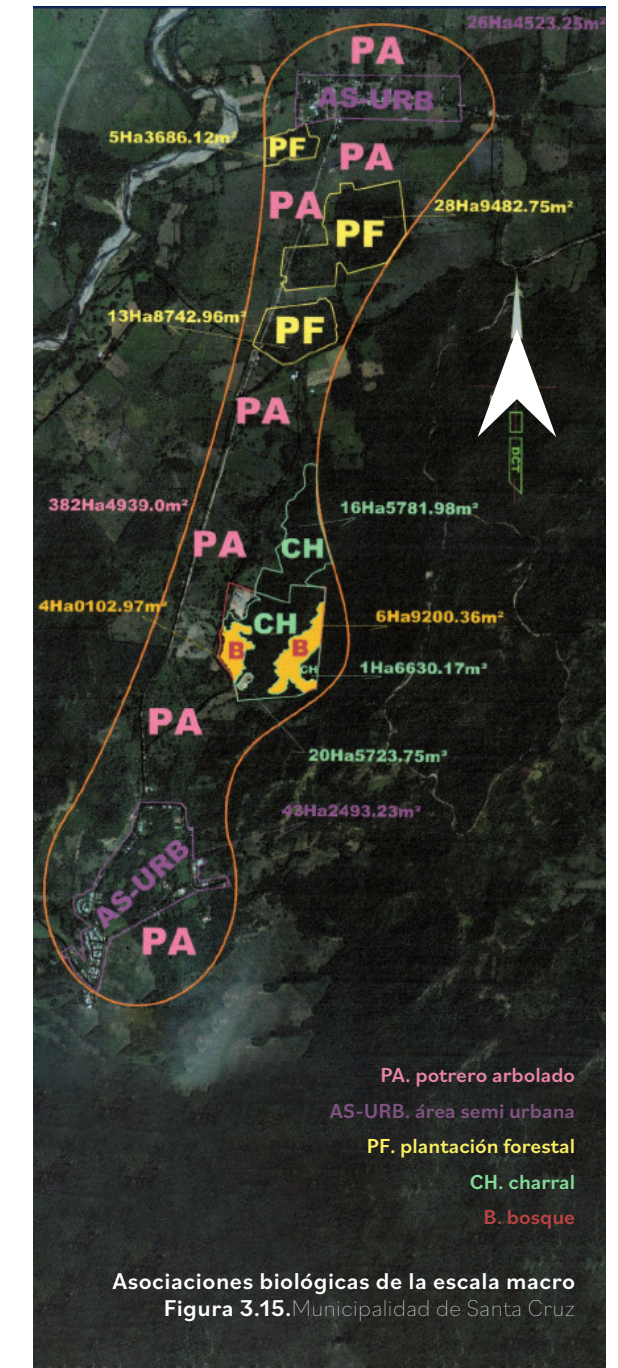 26Ha4523.25m²
PA
AS-URB
5Ha3686.12m²
PF
PA
PA
28Ha9482.75m²
PF
13Ha8742.96m²
PF
PA
DCT
382Ha4939.0m²
16Ha5781.98m²
PA
CH
4Ha0102.97m²
CH
6Ha9200.36m²
B
B
CH
1Ha6630.17m²
PA
20Ha5723.75m²
43Ha2493.23m²
AS-URB
PA
PA. potrero arbolado
AS-URB. área semi urbana
PF. plantación forestal
CH. charral
B. bosque
Asociaciones biológicas de la escala macro
Figura 3.15.Municipalidad de Santa Cruz